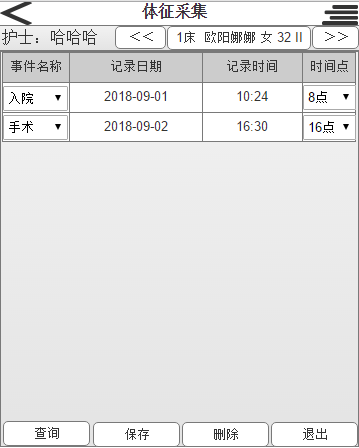 体征采集
护士：哈哈哈 << 1床 欧阳娜娜 女 32 II >>
事件名称 记录日期 记录时间 时间点
入院 2018-09-01 10:24 8点
手术 2018-09-02 16:30 16点
查询 保存 删除 退出